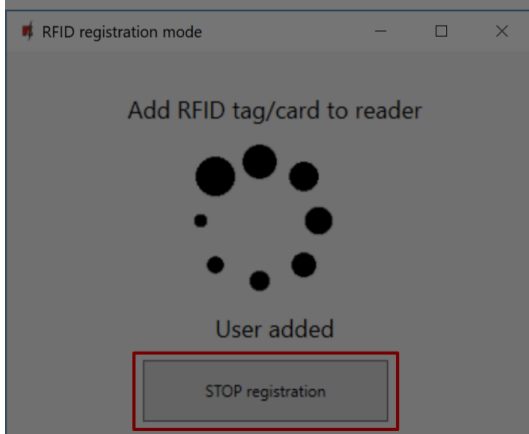 RFID registration mode
Add RFID tag/card to reader
User added
STOP registration